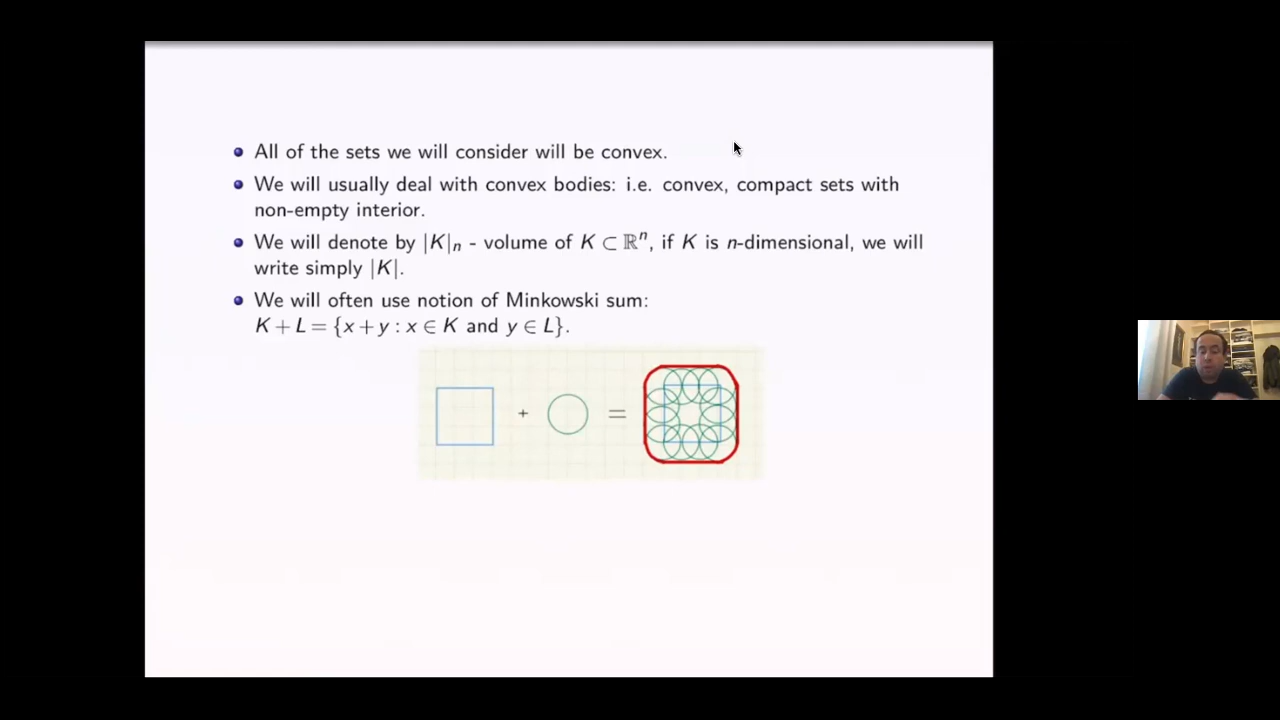 All of the sets we will consider will be convex.
We will usually deal with convex bodies: i.e. convex, compact sets with
non-empty interior.
We will denote by |K|ₙ - volume of K ⊂ ℝⁿ, if K is n-dimensional, we will
write simply |K|.
We will often use notion of Minkowski sum:
K + L = {x + y : x ∈ K and y ∈ L}.
+ =